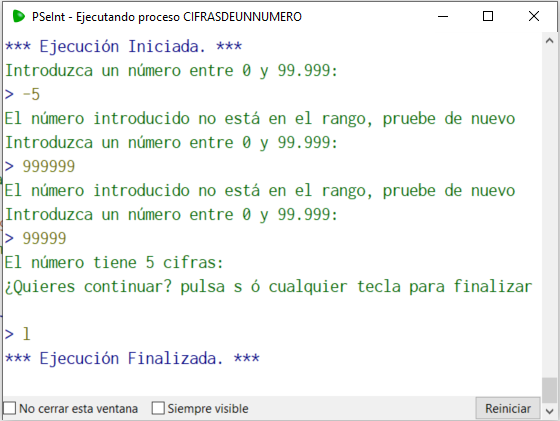 PSeInt - Ejecutando proceso CIFRASDEUNNUMERO
*** Ejecución Iniciada. ***
Introduzca un número entre 0 y 99.999:
> -5
El número introducido no está en el rango, pruebe de nuevo
Introduzca un número entre 0 y 99.999:
> 999999
El número introducido no está en el rango, pruebe de nuevo
Introduzca un número entre 0 y 99.999:
> 99999
El número tiene 5 cifras:
¿Quieres continuar? pulsa s ó cualquier tecla para finalizar
> l
*** Ejecución Finalizada. ***
No cerrar esta ventana Siempre visible Reiniciar